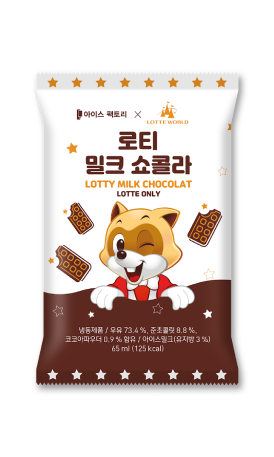 아이스 팩토리 × LOTTE WORLD
로티
밀크 쇼콜라
LOTTY MILK CHOCOLAT
LOTTE ONLY
냉동제품 / 우유 73.4 %, 준초콜릿 8.8 %,
코코아파우더 0.9 % 함유 / 아이스밀크(유지방 3 %)
65 ml (125 kcal)